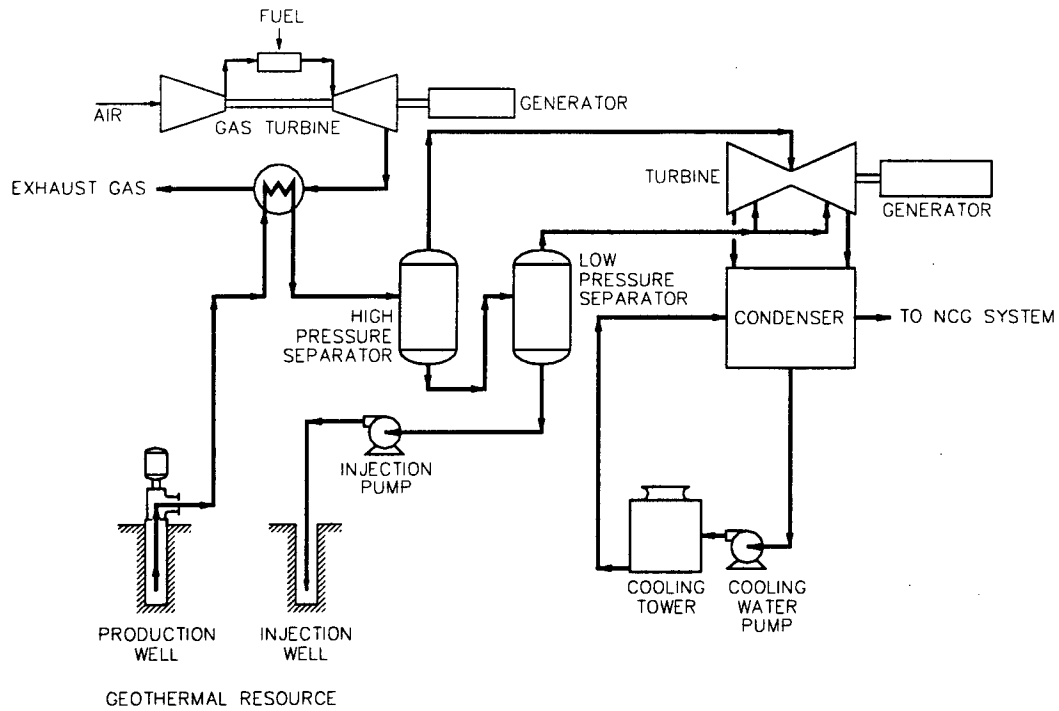 FUEL
AIR
GAS TURBINE
GENERATOR
EXHAUST GAS
TURBINE
GENERATOR
LOW
PRESSURE
SEPARATOR
HIGH
PRESSURE
SEPARATOR
CONDENSER
TO NCG SYSTEM
INJECTION
PUMP
COOLING
TOWER
COOLING
WATER
PUMP
PRODUCTION
WELL
INJECTION
WELL
GEOTHERMAL RESOURCE